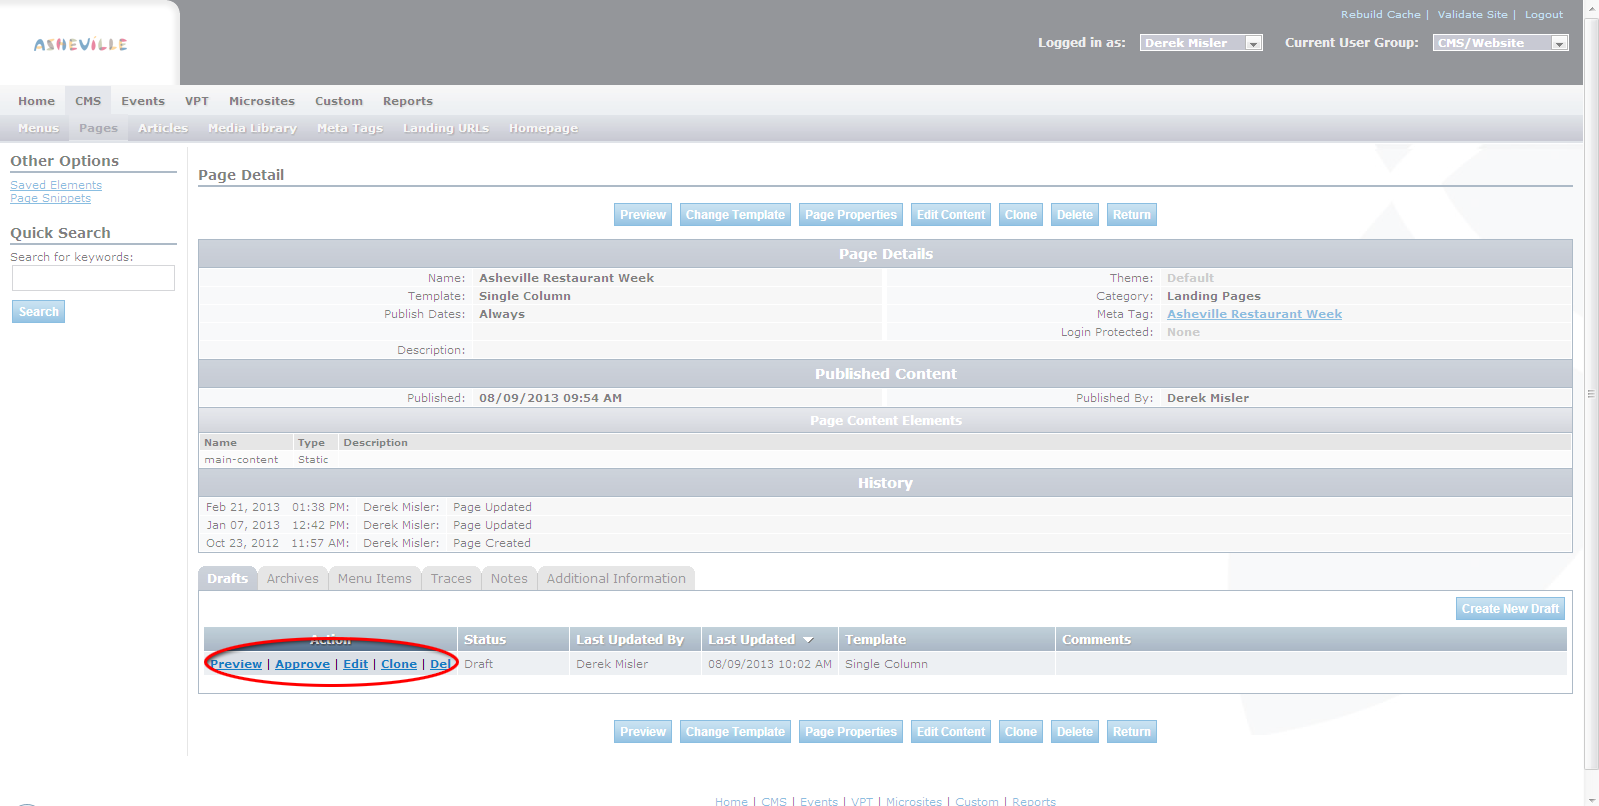 Rebuild Cache | Validate Site | Logout
ASHEVILLE
Logged in as: Derek Misler Current User Group: CMS/Website
Home CMS Events VPT Microsites Custom Reports
Menus Pages Articles Media Library Meta Tags Landing URLs Homepage
Other Options
Saved Elements
Page Snippets
Quick Search
Search for keywords:
Search
Page Detail
Preview Change Template Page Properties Edit Content Clone Delete Return
Page Details
Name: Asheville Restaurant Week Theme: Default
Template: Single Column Category: Landing Pages
Publish Dates: Always Meta Tag: Asheville Restaurant Week
Login Protected: None
Description:
Published Content
Published: 08/09/2013 09:54 AM Published By: Derek Misler
Page Content Elements
Name Type Description
main-content Static
History
Feb 21, 2013 01:38 PM: Derek Misler: Page Updated
Jan 07, 2013 12:42 PM: Derek Misler: Page Updated
Oct 23, 2012 11:57 AM: Derek Misler: Page Created
Drafts Archives Menu Items Traces Notes Additional Information
Create New Draft
Action Status Last Updated By Last Updated Template Comments
Preview | Approve | Edit | Clone | Del Draft Derek Misler 08/09/2013 10:02 AM Single Column
Preview Change Template Page Properties Edit Content Clone Delete Return
Home | CMS | Events | VPT | Microsites | Custom | Reports